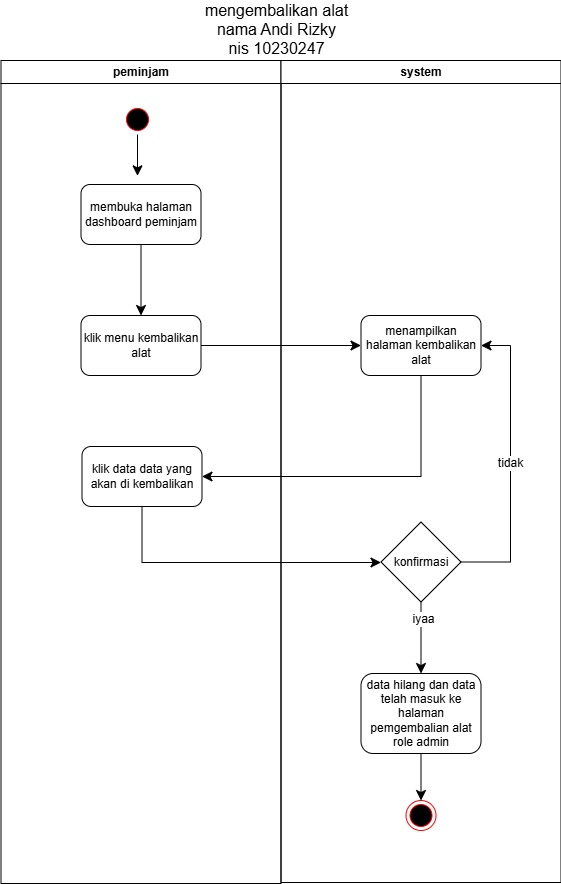 mengembalikan alat
nama Andi Rizky
nis 10230247
peminjam
system
membuka halaman
dashboard peminjam
klik menu kembalikan
alat
menampilkan
halaman kembalikan
alat
klik data data yang
akan di kembalikan
tidak
konfirmasi
iyaa
data hilang dan data
telah masuk ke
halaman
pemgembalian alat
role admin